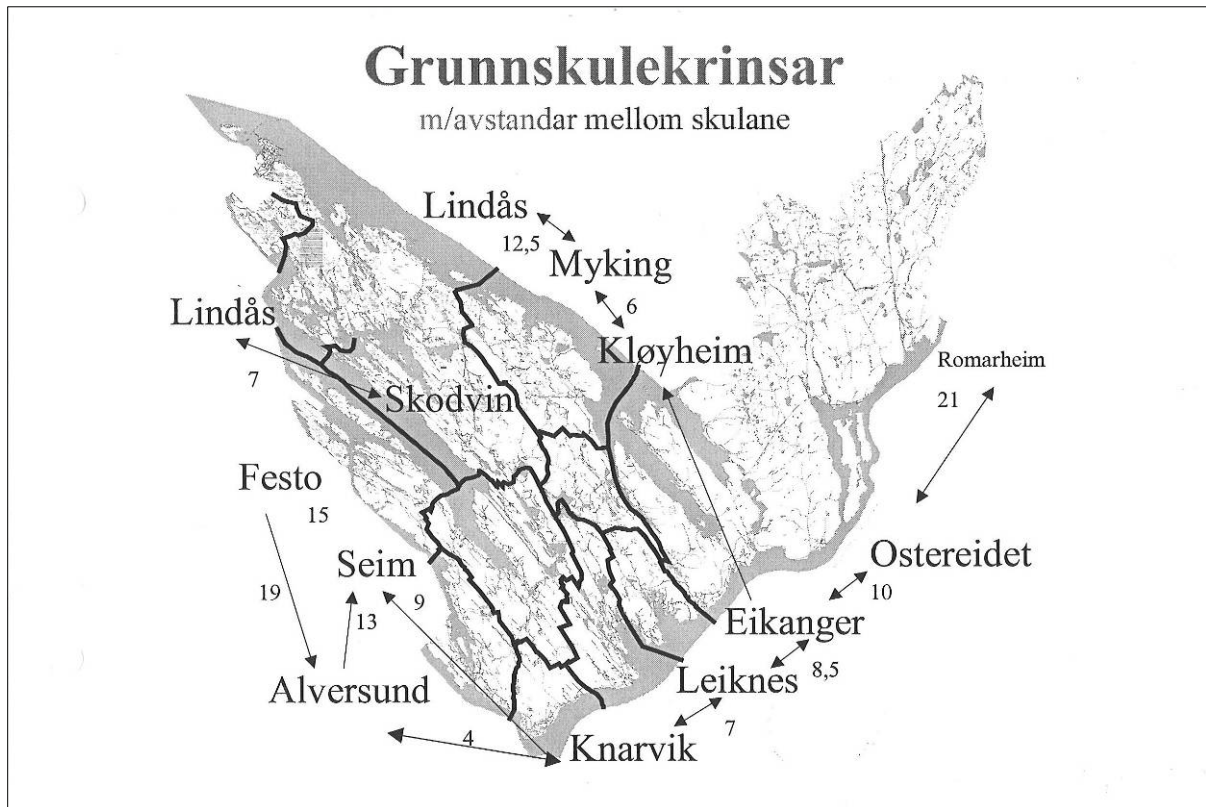 Grunnskulekrinsar
m/avstandar mellom skulane
Lindås
12,5
Myking
6
Kløyheim
Lindås
7
Skodvin
Romarheim
21
Festo
15
Seim
9
19
13
Ostereidet
10
Eikanger
8,5
Leiknes
7
Alversund
4
Knarvik